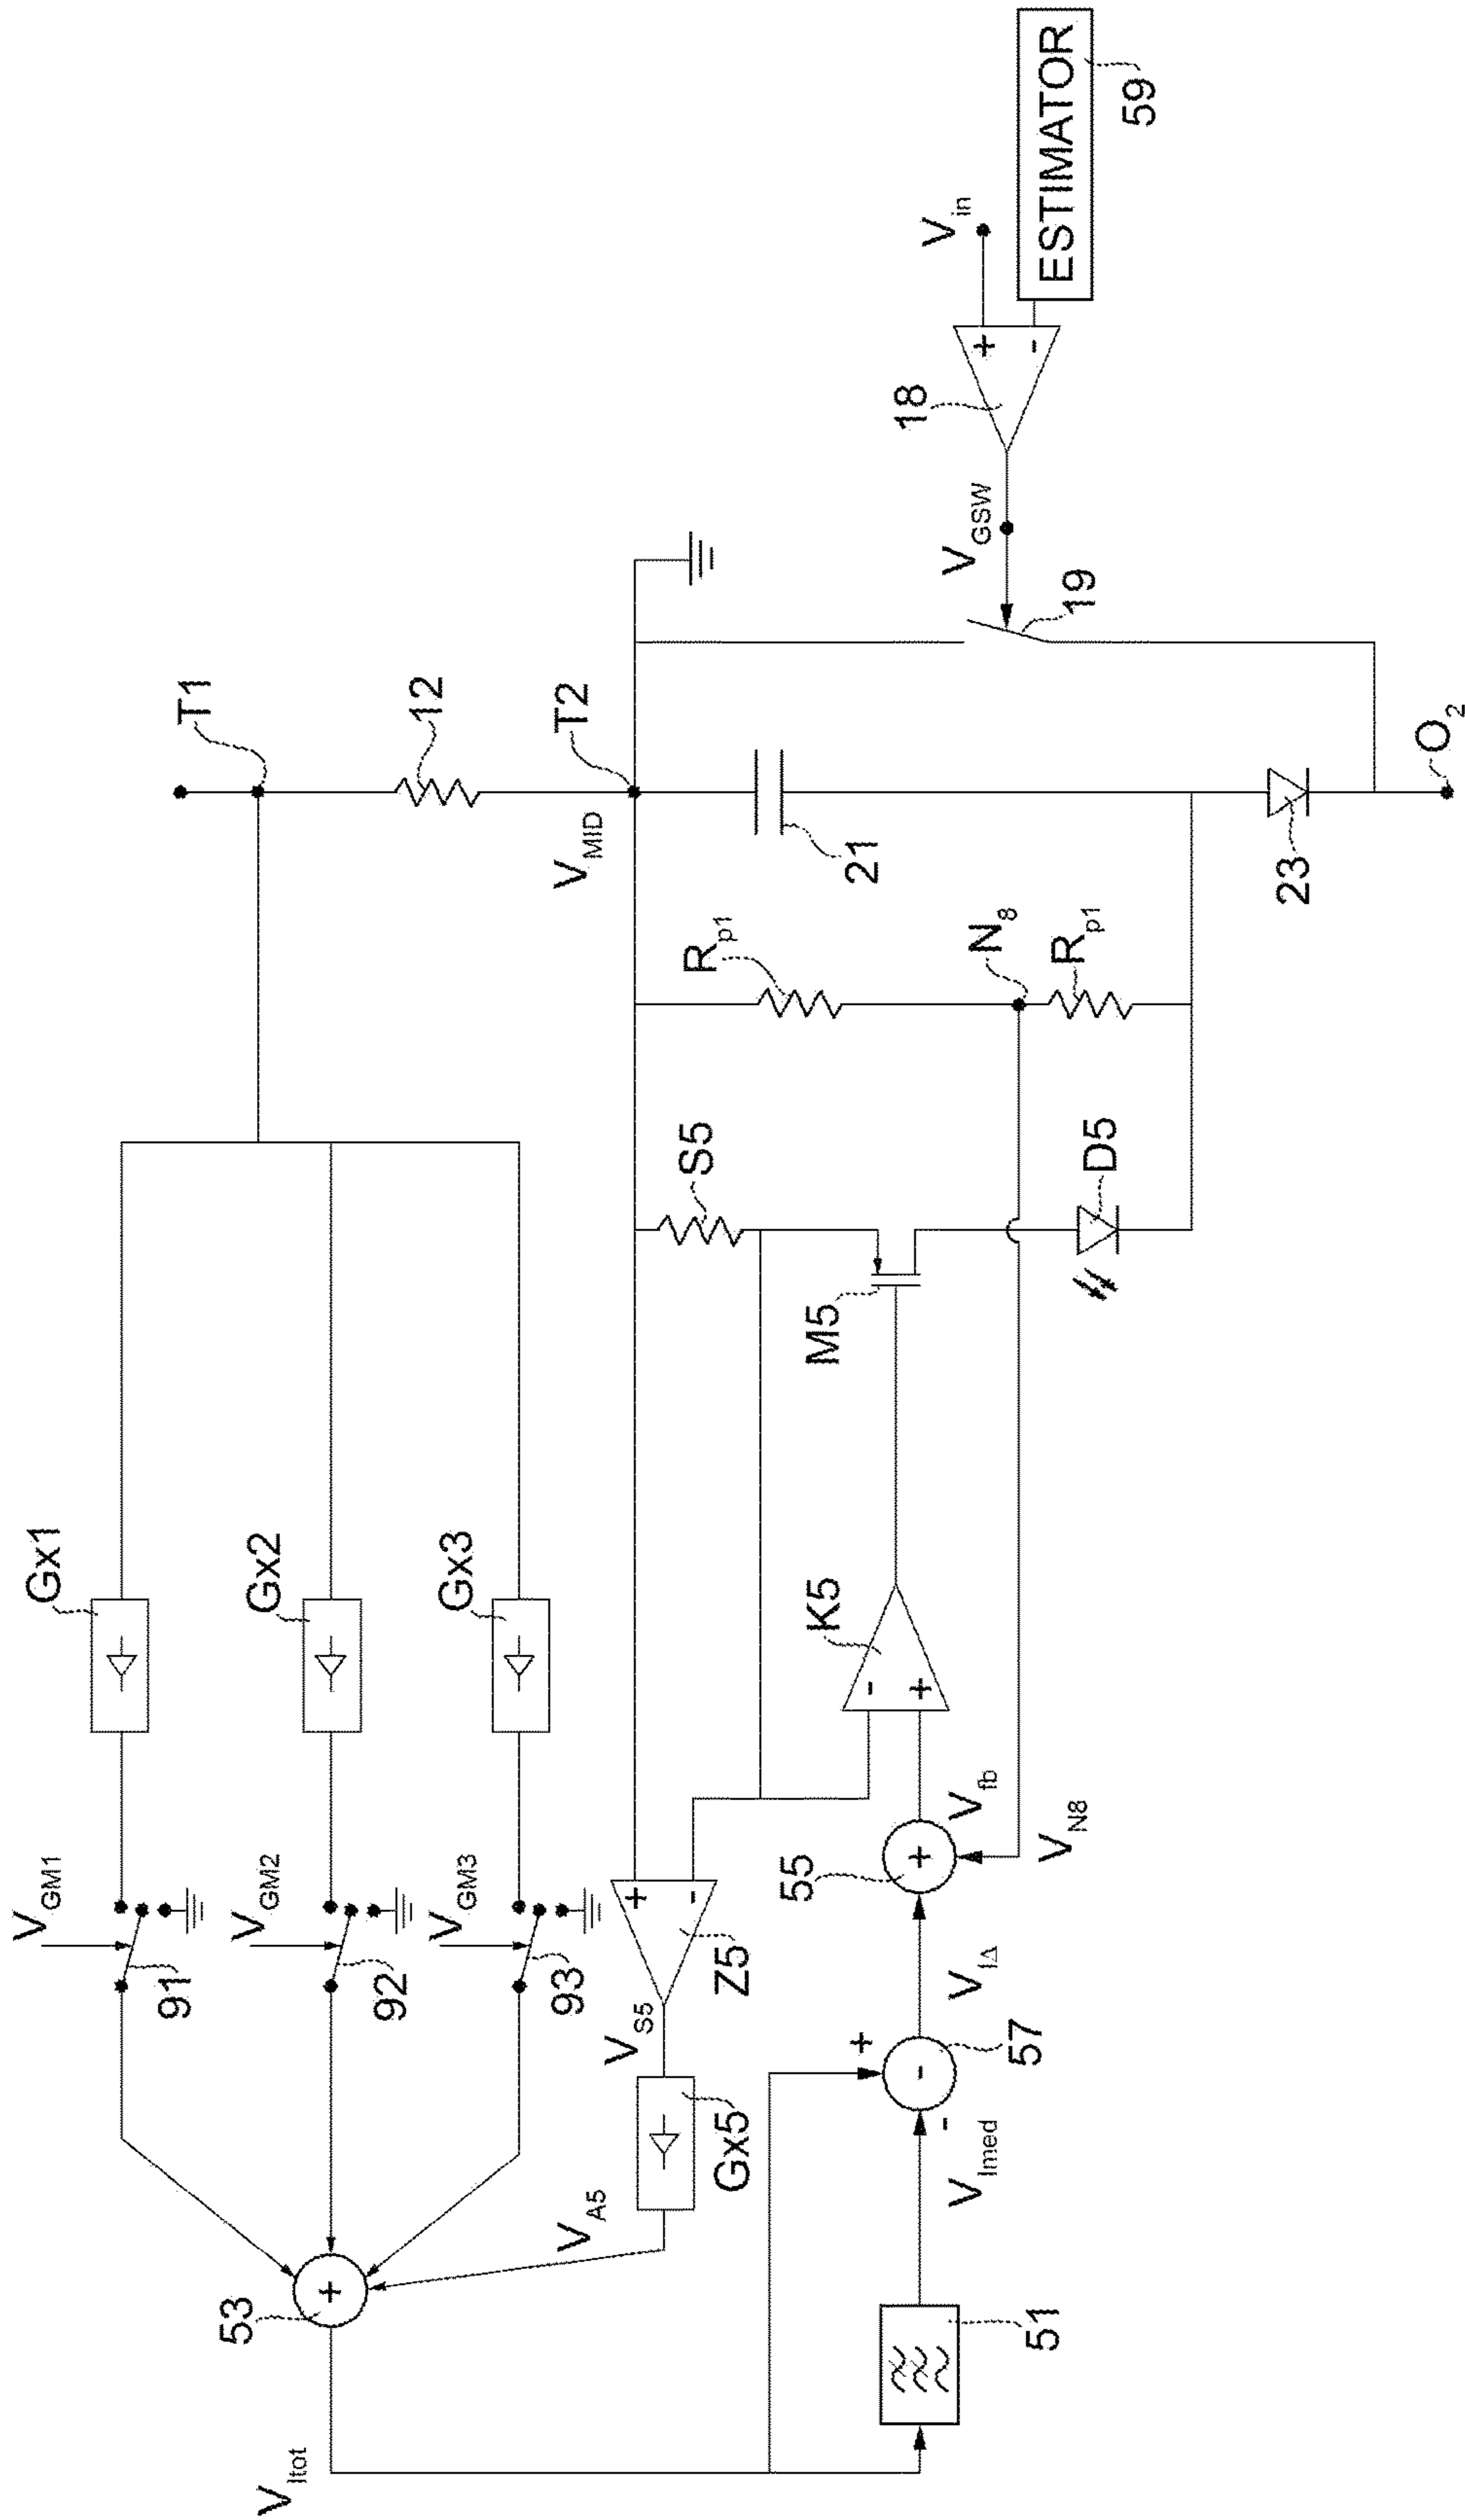 T1
12
T2
V_MID
21
R_p1
N_8
R_p1
S5
M5
D5
23
O_2
19
V_GSW
18
+
-
V_in
ESTIMATOR
59
Gx1
Gx2
Gx3
V_GM1
V_GM2
V_GM3
91
92
93
+
53
V_Itot
+
-
Z5
V_S5
Gx5
V_A5
-
+
K5
V_fb
V_N8
+
55
V_IΔ
+
-
-
57
V_Imed
51